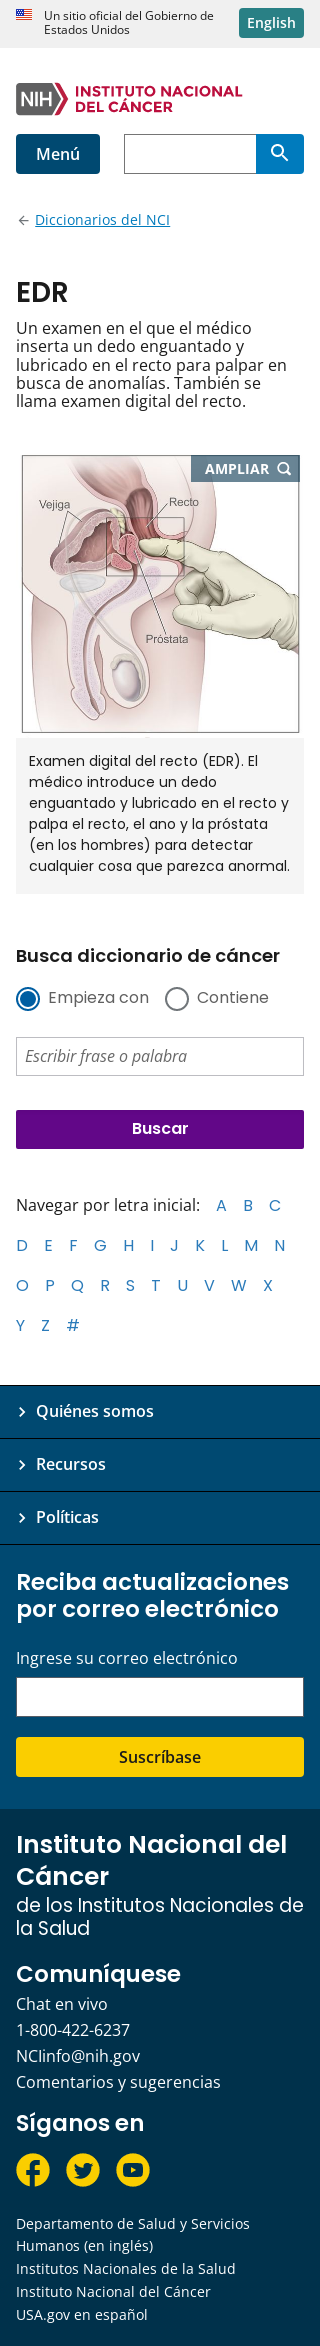 Un sitio oficial del Gobierno de
Estados Unidos
English
NIH
INSTITUTO NACIONAL
DEL CÁNCER
Menú
← Diccionarios del NCI
EDR
Un examen en el que el médico
inserta un dedo enguantado y
lubricado en el recto para palpar en
busca de anomalías. También se
llama examen digital del recto.
AMPLIAR
Vejiga
Recto
Próstata
Examen digital del recto (EDR). El
médico introduce un dedo
enguantado y lubricado en el recto y
palpa el recto, el ano y la próstata
(en los hombres) para detectar
cualquier cosa que parezca anormal.
Busca diccionario de cáncer
Empieza con Contiene
Escribir frase o palabra
Buscar
Navegar por letra inicial: A B C
D E F G H I J K L M N
O P Q R S T U V W X
Y Z #
Quiénes somos
Recursos
Políticas
Reciba actualizaciones
por correo electrónico
Ingrese su correo electrónico
Suscríbase
Instituto Nacional del
Cáncer
de los Institutos Nacionales de
la Salud
Comuníquese
Chat en vivo
1-800-422-6237
NCIinfo@nih.gov
Comentarios y sugerencias
Síganos en
Departamento de Salud y Servicios
Humanos (en inglés)
Institutos Nacionales de la Salud
Instituto Nacional del Cáncer
USA.gov en español